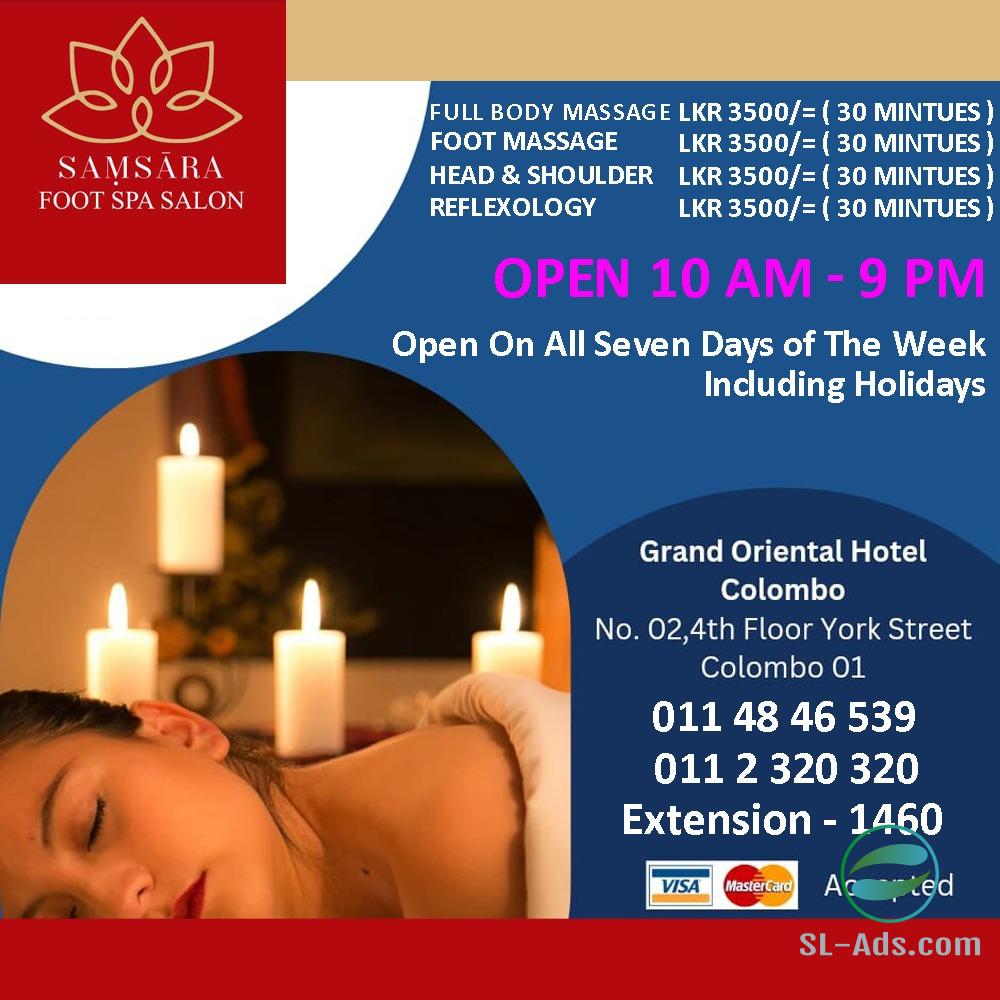 SAMSĀRA
FOOT SPA SALON
FULL BODY MASSAGE LKR 3500/= ( 30 MINTUES )
FOOT MASSAGE LKR 3500/= ( 30 MINTUES )
HEAD & SHOULDER LKR 3500/= ( 30 MINTUES )
REFLEXOLOGY LKR 3500/= ( 30 MINTUES )
OPEN 10 AM - 9 PM
Open On All Seven Days of The Week
Including Holidays
Grand Oriental Hotel
Colombo
No. 02,4th Floor York Street
Colombo 01
011 48 46 539
011 2 320 320
Extension - 1460
VISA MasterCard Accepted
SL-Ads.com